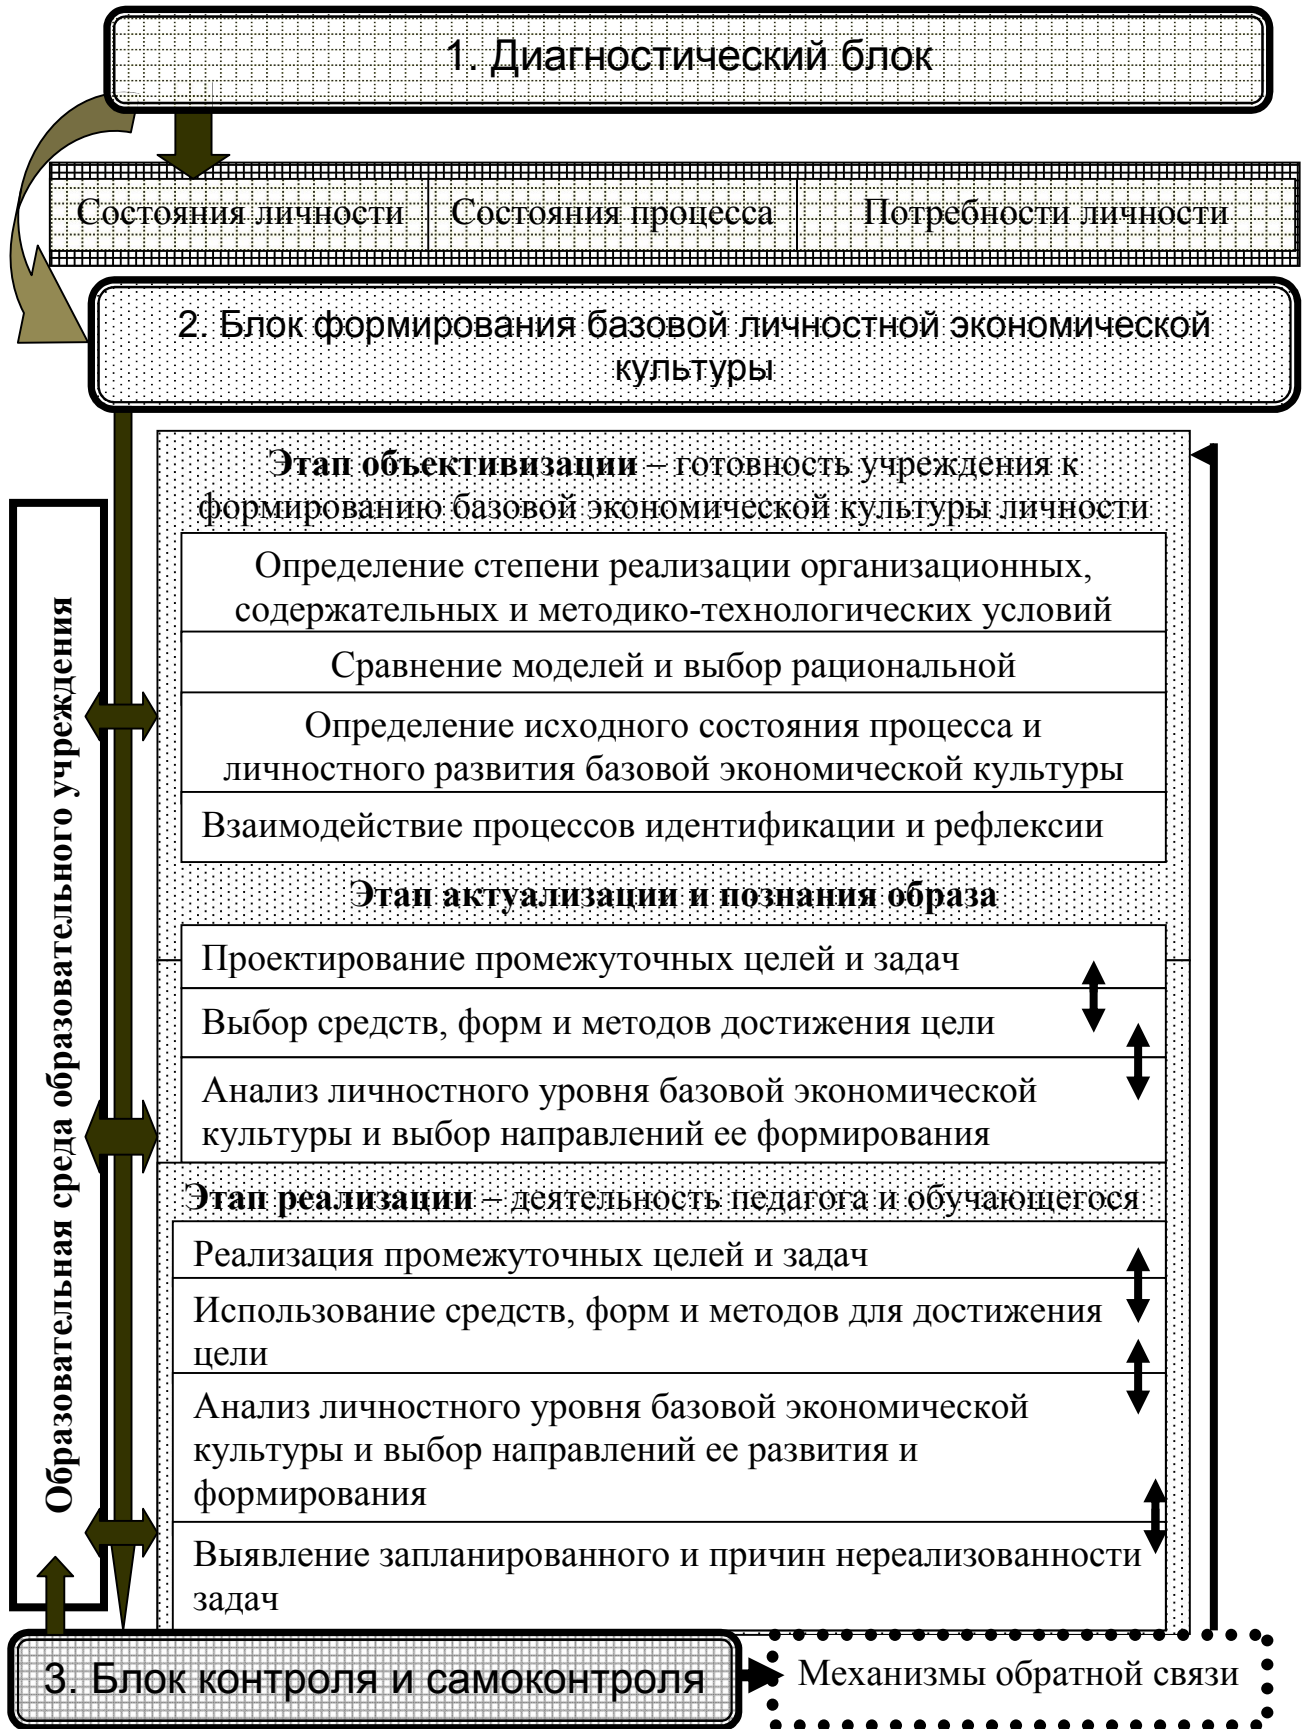 1. Диагностический блок
Состояния личности
Состояния процесса
Потребности личности
2. Блок формирования базовой личностной экономической
культуры
Этап объективизации – готовность учреждения к
формированию базовой экономической культуры личности
Определение степени реализации организационных,
содержательных и методико-технологических условий
Сравнение моделей и выбор рациональной
Определение исходного состояния процесса и
личностного развития базовой экономической культуры
Взаимодействие процессов идентификации и рефлексии
Этап актуализации и познания образа
Проектирование промежуточных целей и задач
Выбор средств, форм и методов достижения цели
Анализ личностного уровня базовой экономической
культуры и выбор направлений ее формирования
Этап реализации – деятельность педагога и обучающегося
Реализация промежуточных целей и задач
Использование средств, форм и методов для достижения
цели
Анализ личностного уровня базовой экономической
культуры и выбор направлений ее развития и
формирования
Выявление запланированного и причин нереализованности
задач
Образовательная среда образовательного учреждения
3. Блок контроля и самоконтроля
Механизмы обратной связи